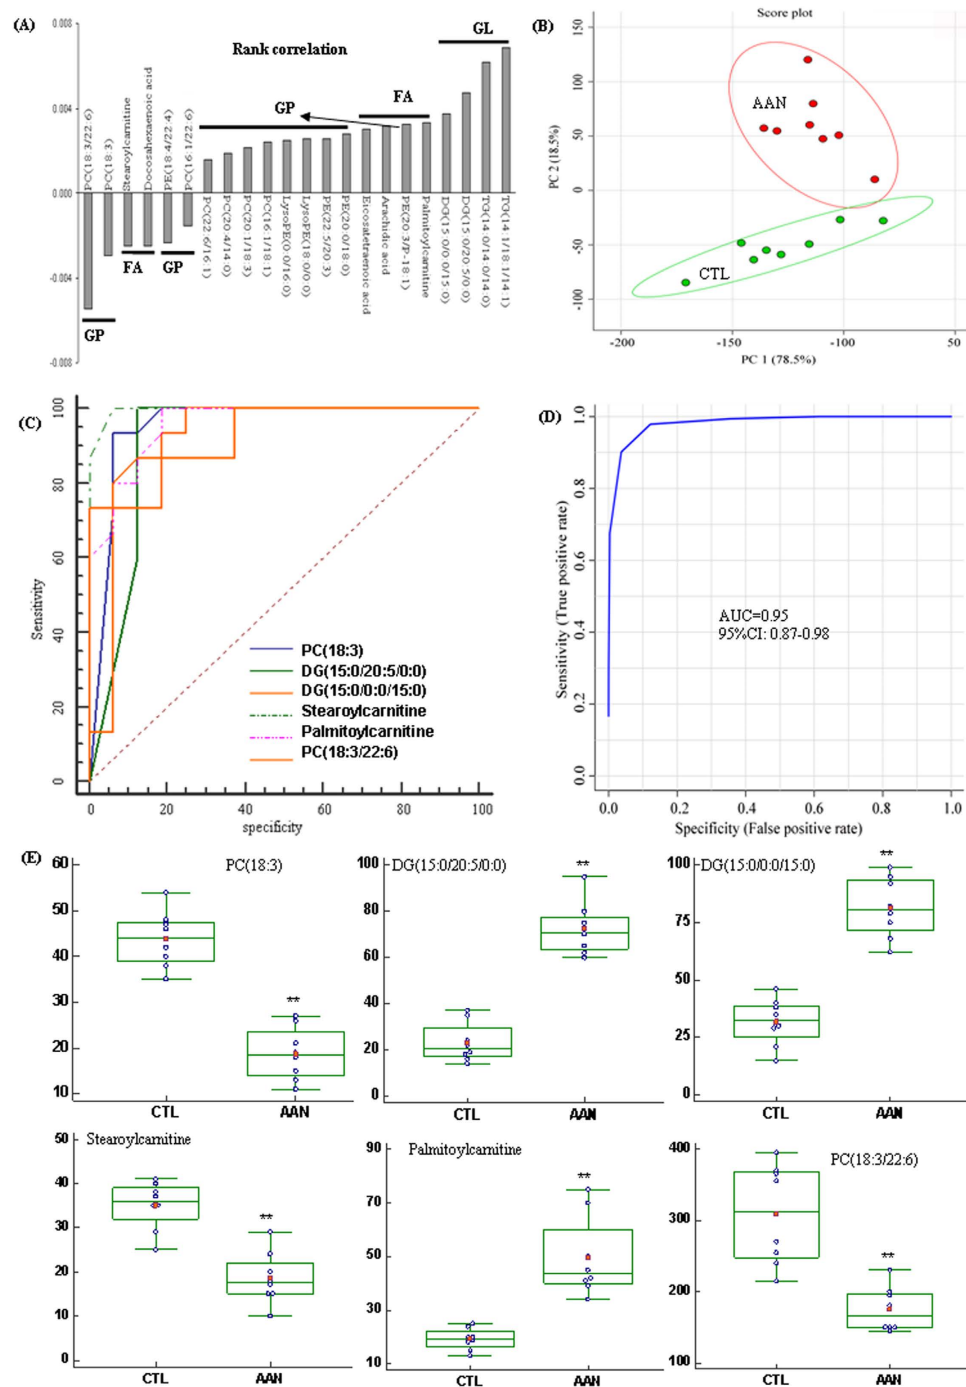 (A)
0.008
0.004
0.000
-0.004
-0.008
Rank correlation
GL
FA
GP
PC(18:3/22:6)
PC(18:3)
Stearoylcarnitine
Docosahexaenoic acid
PE(18:4/22:4)
PC(16:1/22:6)
FA
GP
GP
PC(22:6/16:1)
PC(20:4/14:0)
PC(20:1/18:3)
PC(16:1/18:1)
LysoPE(0:0/16:0)
LysoPE(18:0/0:0)
PE(22:5/20:3)
PE(20:0/18:0)
Eicosatetraenoic acid
Arachidic acid
PE(20:3/P-18:1)
Palmitoylcarnitine
DG(15:0/0:0/15:0)
DG(15:0/20:5/0:0)
TG(14:0/14:0/14:0)
TG(14:1/18:1/14:1)
(B)
Score plot
150
100
50
0
-50
-100
PC 2 (18.5%)
AAN
CTL
-200 -150 -100 50
PC 1 (78.5%)
(C)
100
80
60
40
20
0
Sensitivity
PC(18:3)
DG(15:0/20:5/0:0)
DG(15:0/0:0/15:0)
Stearoylcarnitine
Palmitoylcarnitine
PC(18:3/22:6)
0 20 40 60 80 100
specificity
(D)
1.0
0.8
0.6
0.4
0.2
0.0
Sensitivity (True positive rate)
AUC=0.95
95%CI: 0.87-0.98
0.0 0.2 0.4 0.6 0.8 1.0
Specificity (False positive rate)
(E)
PC(18:3)
60
50
40
30
20
10
**
CTL AAN
DG(15:0/20:5/0:0)
100
80
60
40
20
0
**
CTL AAN
DG(15:0/0:0/15:0)
100
75
50
25
0
**
CTL AAN
Stearoylcarnitine
50
40
30
20
10
0
**
CTL AAN
Palmitoylcarnitine
90
70
50
30
10
**
CTL AAN
PC(18:3/22:6)
400
300
200
100
**
CTL AAN